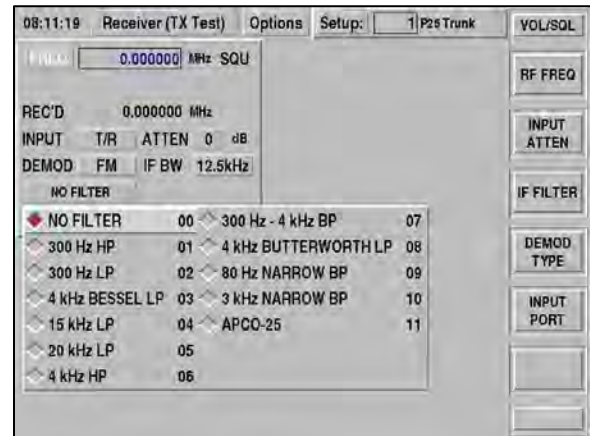 08:11:19 Receiver (TX Test) Options Setup: 1 P25 Trunk
FREQ 0.000000 MHz SQU
REC'D 0.000000 MHz
INPUT T/R ATTEN 0 dB
DEMOD FM IF BW 12.5kHz
NO FILTER
NO FILTER 00
300 Hz HP 01
300 Hz LP 02
4 kHz BESSEL LP 03
15 kHz LP 04
20 kHz LP 05
4 kHz HP 06
300 Hz - 4 kHz BP 07
4 kHz BUTTERWORTH LP 08
80 Hz NARROW BP 09
3 kHz NARROW BP 10
APCO-25 11
VOL/SQL
RF FREQ
INPUT
ATTEN
IF FILTER
DEMOD
TYPE
INPUT
PORT